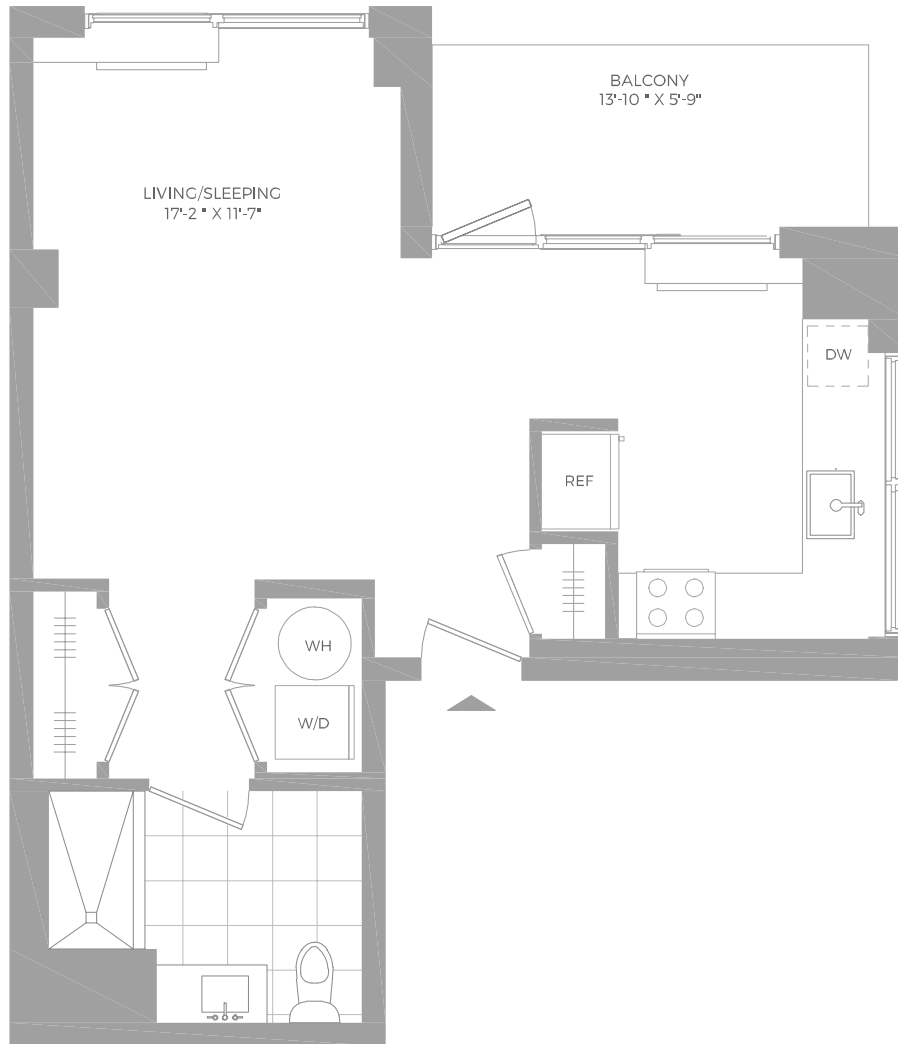 BALCONY
13'-10 " X 5'-9"
LIVING/SLEEPING
17'-2 " X 11'-7"
DW
REF
WH
W/D